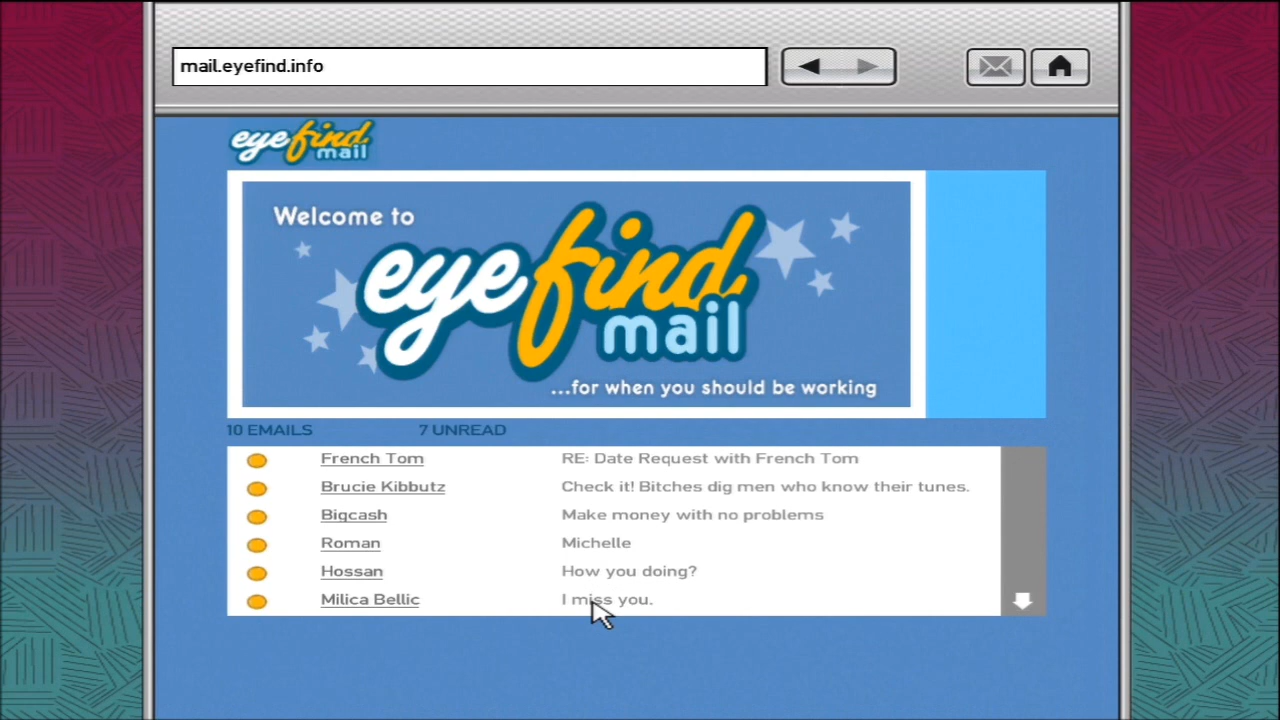 mail.eyefind.info
eyefind
mail
Welcome to
eyefind
mail
...for when you should be working
10 EMAILS 7 UNREAD
French Tom RE: Date Request with French Tom
Brucie Kibbutz Check it! Bitches dig men who know their tunes.
Bigcash Make money with no problems
Roman Michelle
Hossan How you doing?
Milica Bellic I miss you.